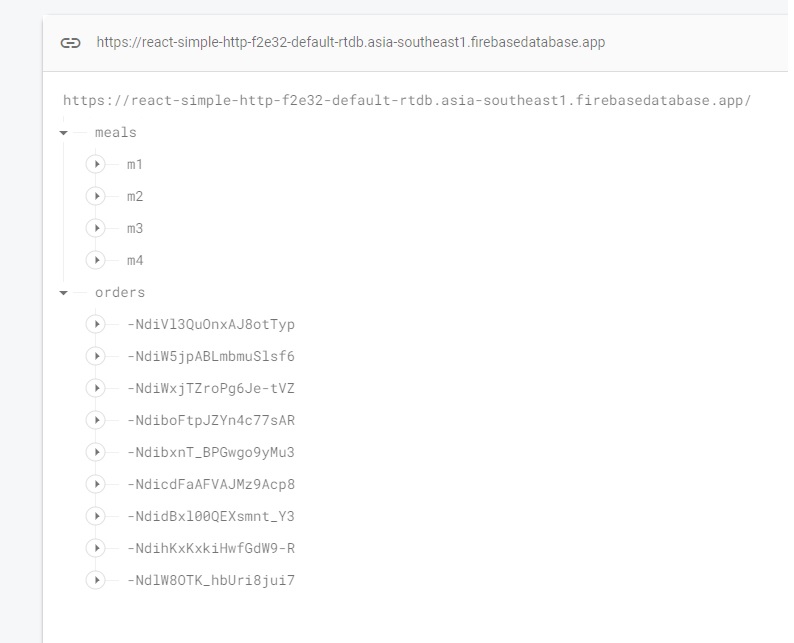 https://react-simple-http-f2e32-default-rtdb.asia-southeast1.firebasedatabase.app
https://react-simple-http-f2e32-default-rtdb.asia-southeast1.firebasedatabase.app/
meals
m1
m2
m3
m4
orders
-NdiVl3QuOnxAJ8otTyp
-NdiW5jpABLmbmuSlsf6
-NdiWxjTZroPg6Je-tVZ
-NdiboFtpJZYn4c77sAR
-NdibxnT_BPGwgo9yMu3
-NdicdFaAFVAJMz9Acp8
-NdidBxl00QEXsmnt_Y3
-NdihKxKxkiHwfGdW9-R
-NdlW8OTK_hbUri8jui7